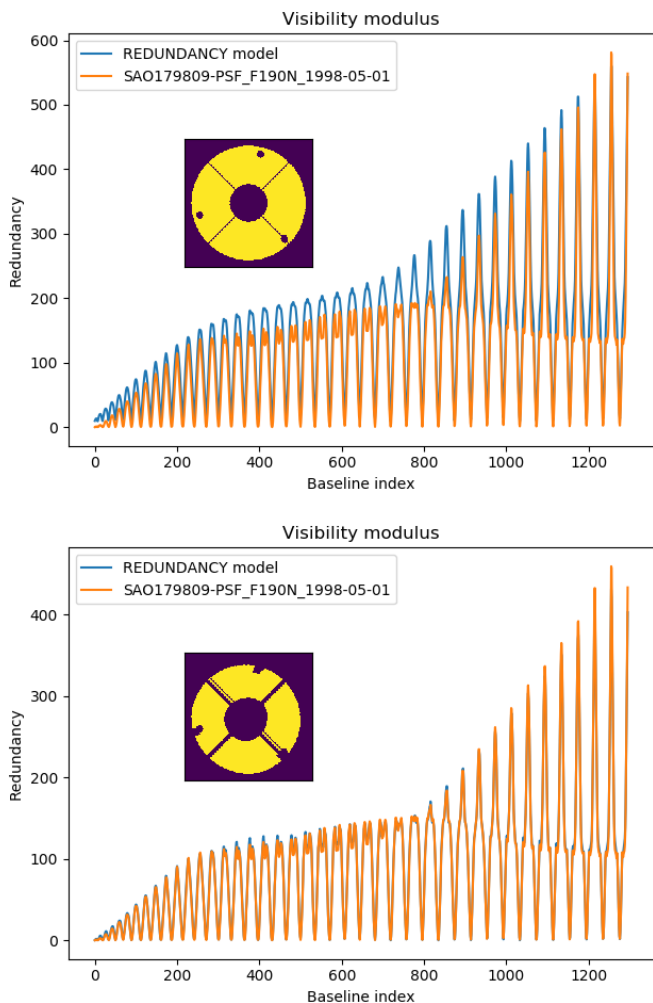 Visibility modulus
600
500
400
300
200
100
0
Redundancy
REDUNDANCY model
SAO179809-PSF_F190N_1998-05-01
0 200 400 600 800 1000 1200
Baseline index
Visibility modulus
400
300
200
100
0
Redundancy
REDUNDANCY model
SAO179809-PSF_F190N_1998-05-01
0 200 400 600 800 1000 1200
Baseline index